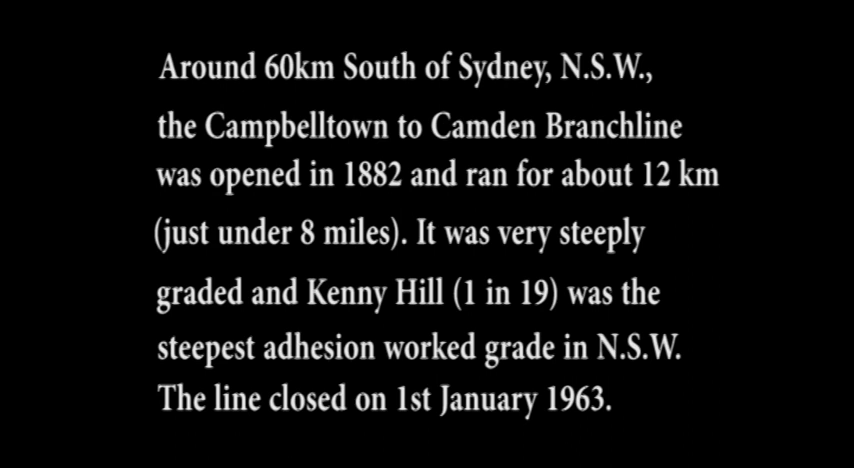 Around 60km South of Sydney, N.S.W.,
the Campbelltown to Camden Branchline
was opened in 1882 and ran for about 12 km
(just under 8 miles). It was very steeply
graded and Kenny Hill (1 in 19) was the
steepest adhesion worked grade in N.S.W.
The line closed on 1st January 1963.